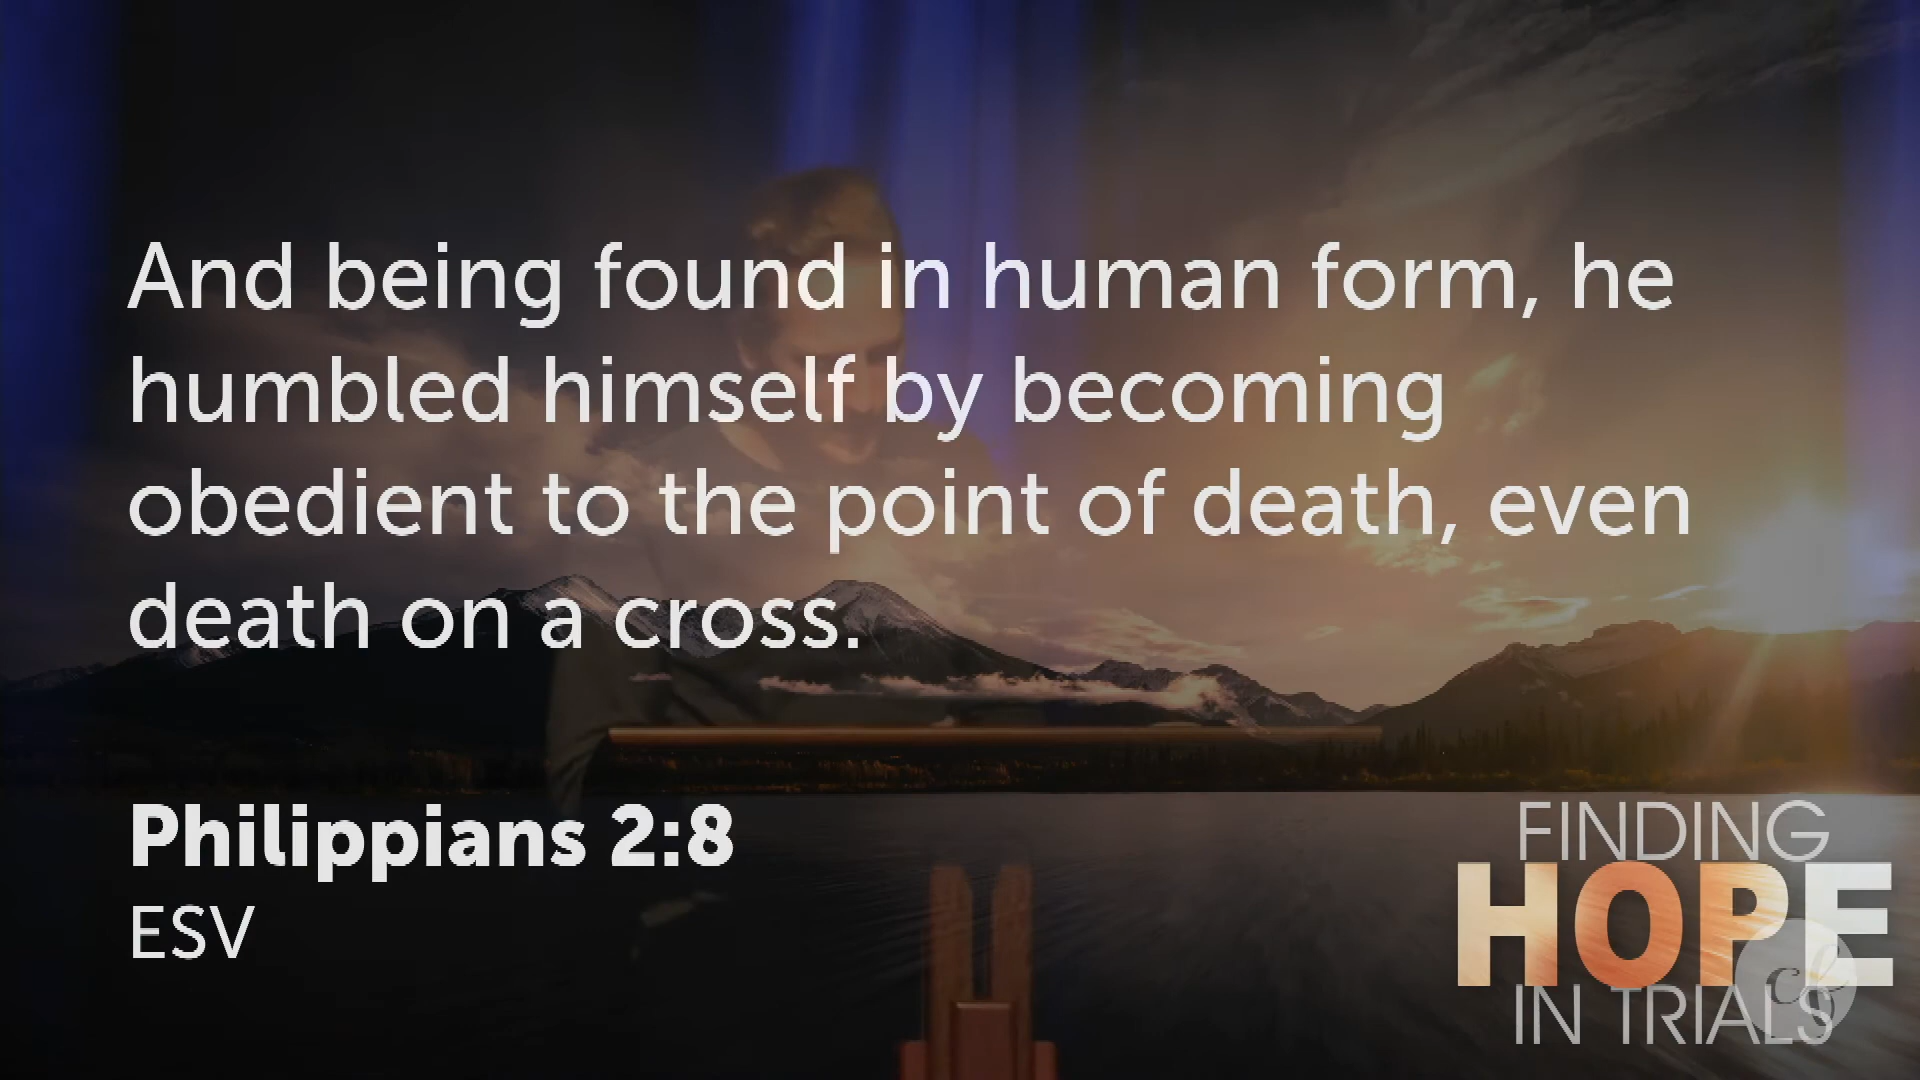 And being found in human form, he
humbled himself by becoming
obedient to the point of death, even
death on a cross.
Philippians 2:8
ESV
FINDING
HOPE
IN TRIALS